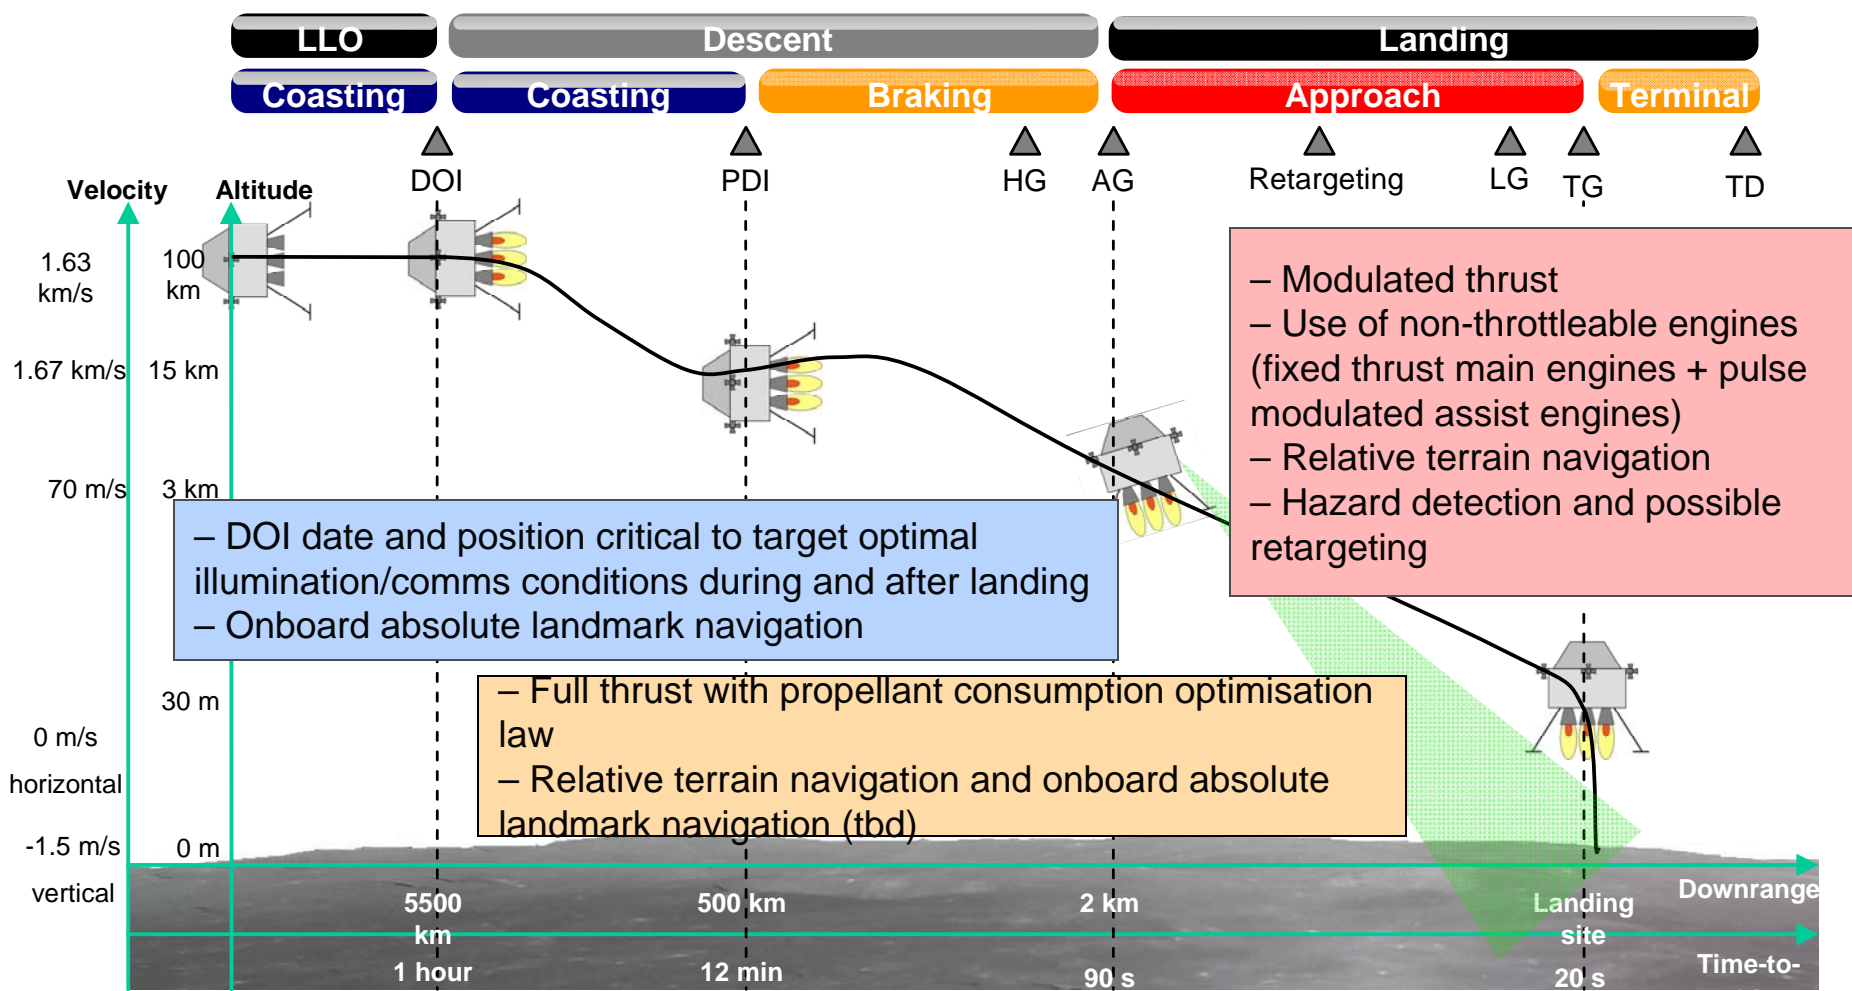 LLO Descent Landing
Coasting Coasting Braking Approach Terminal
DOI PDI HG AG Retargeting LG TG TD
Velocity Altitude
1.63
km/s
100
km
1.67 km/s 15 km
70 m/s 3 km
30 m
0 m/s
horizontal
-1.5 m/s
vertical
0 m
– DOI date and position critical to target optimal
illumination/comms conditions during and after landing
– Onboard absolute landmark navigation
– Full thrust with propellant consumption optimisation
law
– Relative terrain navigation and onboard absolute
landmark navigation (tbd)
– Modulated thrust
– Use of non-throttleable engines
(fixed thrust main engines + pulse
modulated assist engines)
– Relative terrain navigation
– Hazard detection and possible
retargeting
5500
km
500 km
2 km
Landing
site
Downrange
1 hour 12 min 90 s 20 s Time-to-